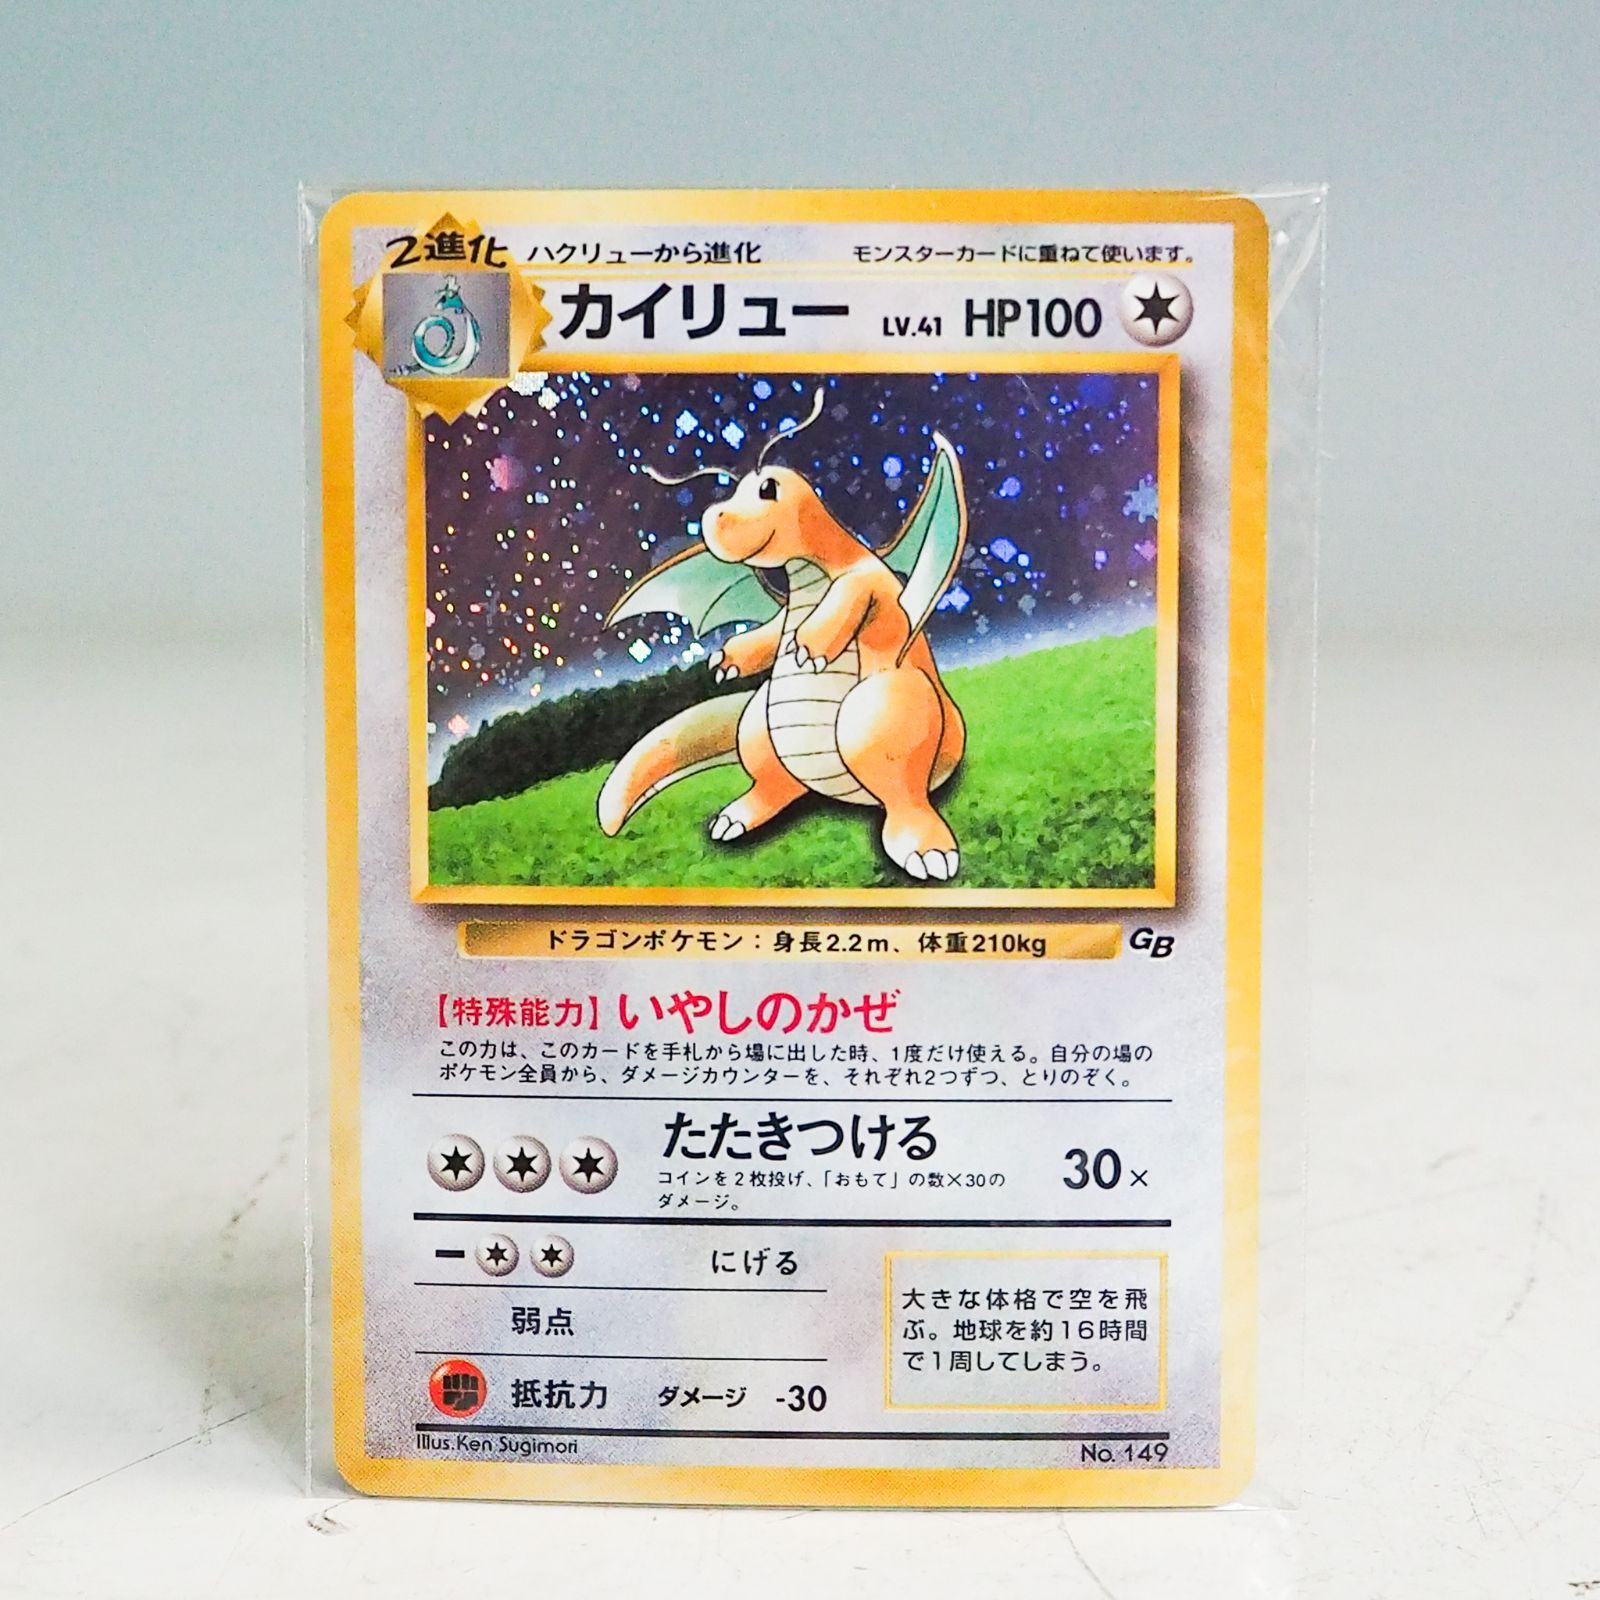 2進化 ハクリューから進化 モンスターカードに重ねて使います。
カイリュー LV.41 HP100
ドラゴンポケモン:身長2.2m、体重210kg
GB
【特殊能力】いやしのかぜ
この力は、このカードを手札から場に出した時、1度だけ使える。自分の場の
ポケモン全員から、ダメージカウンターを、それぞれ2つずつ、とりのぞく。
たたきつける 30×
コインを2枚投げ、「おもて」の数×30の
ダメージ。
ー にげる
弱点
抵抗力 ダメージ -30
大きな体格で空を飛
ぶ。地球を約16時間
で1周してしまう。
Illus.Ken Sugimori
No. 149